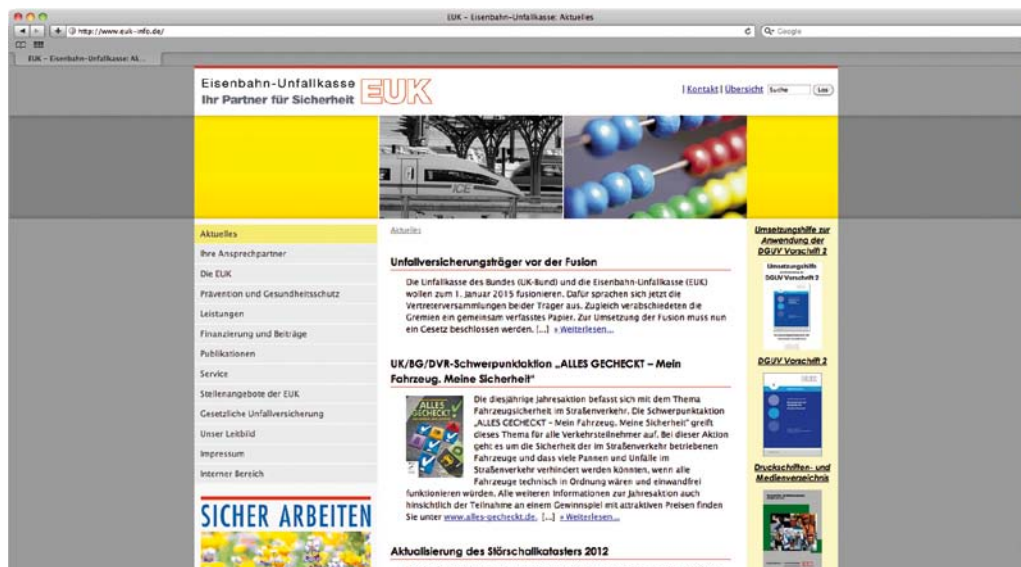 EUK – Eisenbahn-Unfallkasse: Aktuelles
http://www.euk-info.de/
Google
EUK – Eisenbahn-Unfallkasse: Ak...
Eisenbahn-Unfallkasse EUK
Ihr Partner für Sicherheit
| Kontakt | Übersicht Suche Los
ICE
Aktuelles
Ihre Ansprechpartner
Die EUK
Prävention und Gesundheitsschutz
Leistungen
Finanzierung und Beiträge
Publikationen
Service
Stellenangebote der EUK
Gesetzliche Unfallversicherung
Unser Leitbild
Impressum
Interner Bereich
SICHER ARBEITEN
Aktuelles
Unfallversicherungsträger vor der Fusion
Die Unfallkasse des Bundes (UK-Bund) und die Eisenbahn-Unfallkasse (EUK)
wollen zum 1. Januar 2015 fusionieren. Dafür sprachen sich jetzt die
Vertreterversammlungen beider Träger aus. Zugleich verabschiedeten die
Gremien ein gemeinsam verfasstes Papier. Zur Umsetzung der Fusion muss nun
ein Gesetz beschlossen werden. [...] » Weiterlesen...
UK/BG/DVR-Schwerpunktaktion „ALLES GECHECKT – Mein
Fahrzeug. Meine Sicherheit"
ALLES
GECHECKT
Die diesjährige Jahresaktion befasst sich mit dem Thema
Fahrzeugsicherheit im Straßenverkehr. Die Schwerpunktaktion
„ALLES GECHECKT – Mein Fahrzeug. Meine Sicherheit" greift
dieses Thema für alle Verkehrsteilnehmer auf. Bei dieser Aktion
geht es um die Sicherheit der im Straßenverkehr betriebenen
Fahrzeuge und dass viele Pannen und Unfälle im
Straßenverkehr verhindert werden könnten, wenn alle
Fahrzeuge technisch in Ordnung wären und einwandfrei
funktionieren würden. Alle weiteren Informationen zur Jahresaktion auch
hinsichtlich der Teilnahme an einem Gewinnspiel mit attraktiven Preisen finden
Sie unter www.alles-gecheckt.de. [...] » Weiterlesen...
Aktualisierung des Störschallkatasters 2012
Umsetzungshilfe zur
Anwendung der
DGUV Vorschrift 2
Umsetzungshilfe
DGUV Vorschrift 2
DGUV Vorschrift 2
Druckschriften- und
Medienverzeichnis